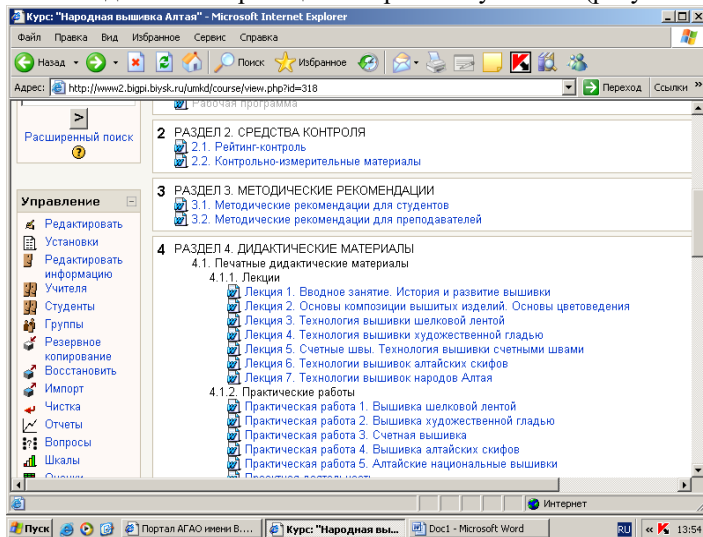 Курс: "Народная вышивка Алтая" - Microsoft Internet Explorer
Файл Правка Вид Избранное Сервис Справка
Назад Поиск Избранное
Адрес: http://www2.bigpi.biysk.ru/umkd/course/view.php?id=318 Переход Ссылки »
>
Расширенный поиск
?
Управление
Редактировать
Установки
Редактировать
информацию
Учителя
Студенты
Группы
Резервное
копирование
Восстановить
Импорт
Чистка
Отчеты
Вопросы
Шкалы
Рабочая программа
2 РАЗДЕЛ 2. СРЕДСТВА КОНТРОЛЯ
2.1. Рейтинг-контроль
2.2. Контрольно-измерительные материалы
3 РАЗДЕЛ 3. МЕТОДИЧЕСКИЕ РЕКОМЕНДАЦИИ
3.1. Методические рекомендации для студентов
3.2. Методические рекомендации для преподавателей
4 РАЗДЕЛ 4. ДИДАКТИЧЕСКИЕ МАТЕРИАЛЫ
4.1. Печатные дидактические материалы
4.1.1. Лекции
Лекция 1. Вводное занятие. История и развитие вышивки
Лекция 2. Основы композиции вышитых изделий. Основы цветоведения
Лекция 3. Технология вышивки шелковой лентой
Лекция 4. Технология вышивки художественной гладью
Лекция 5. Счетные швы. Технология вышивки счетными швами
Лекция 6. Технологии вышивок алтайских скифов
Лекция 7. Технологии вышивок народов Алтая
4.1.2. Практические работы
Практическая работа 1. Вышивка шелковой лентой
Практическая работа 2. Вышивка художественной гладью
Практическая работа 3. Счетная вышивка
Практическая работа 4. Вышивка алтайских скифов
Практическая работа 5. Алтайские национальные вышивки
Интернет
Пуск Портал АГАО имени В.... Курс: "Народная вы... Doc1 - Microsoft Word RU « 13:54